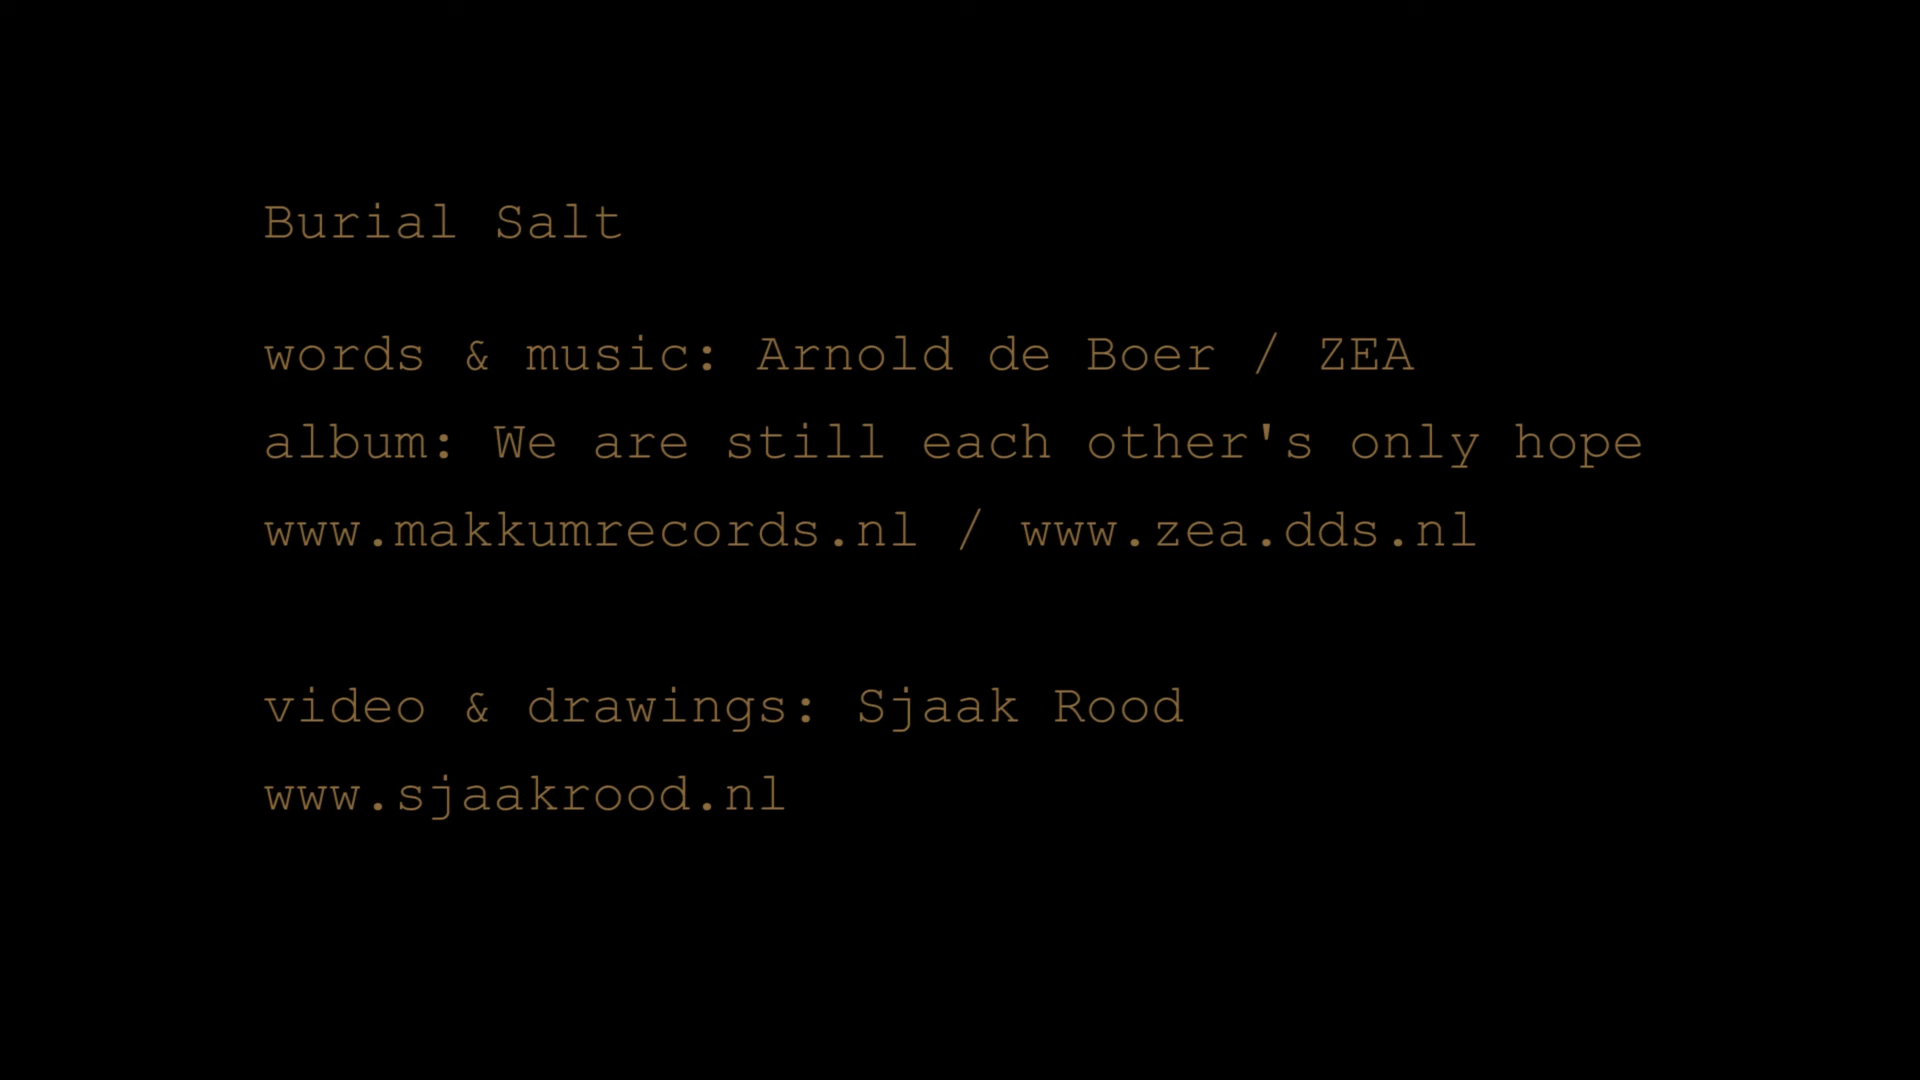 Burial Salt
words & music: Arnold de Boer / ZEA
album: We are still each other's only hope
www.makkumrecords.nl / www.zea.dds.nl
video & drawings: Sjaak Rood
www.sjaakrood.nl